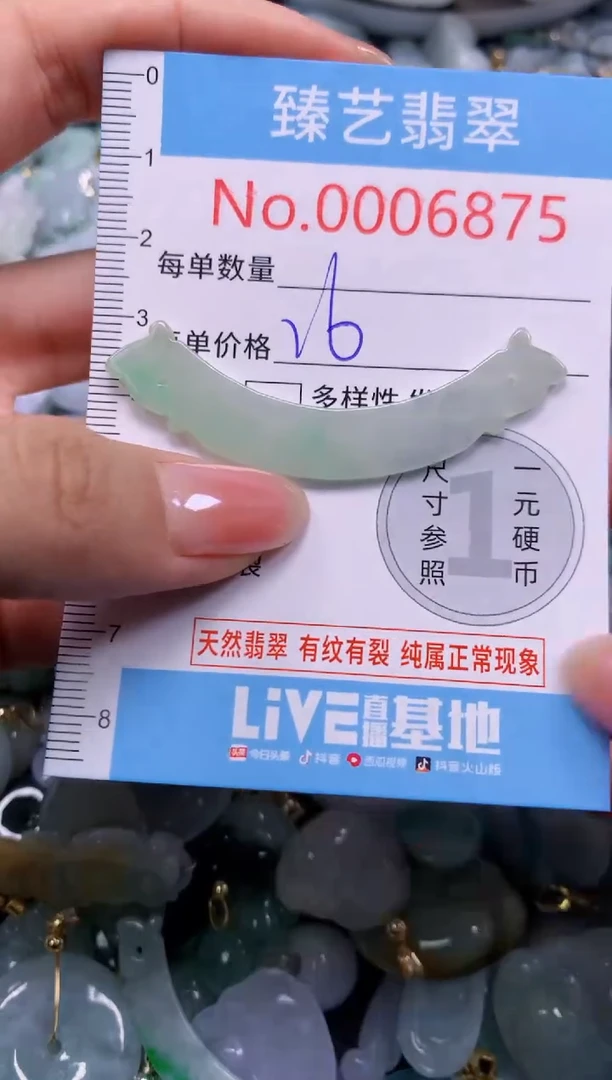 0
臻艺翡翠
1
No.0006875
2
每单数量
3
单价格
多样性
尺寸参照
1
一元硬币
7
天然翡翠 有纹有裂 纯属正常现象
8
LiVE直播基地
今日头条 抖音 西瓜视频 抖音火山版